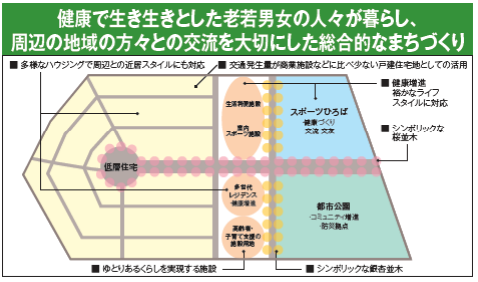 健康で生き生きとした老若男女の人々が暮らし、
周辺の地域の方々との交流を大切にした総合的なまちづくり
■ 多様なハウジングで周辺との近居スタイルにも対応
■ 交通発生量が商業施設などに比べ少ない戸建住宅地としての活用
■ 健康増進
裕かなライフ
スタイルに対応
■ シンボリックな
桜並木
生活利便施設
室内
スポーツ施設
スポーツひろば
健康づくり
交流 文木
低層住宅
多世代
レジデンス
高齢者・
子育て支援の
施設用地
都市公園
・コミュニティ増進
・防災拠点
■ ゆとりあるくらしを実現する施設
■ シンボリックな銀杏並木